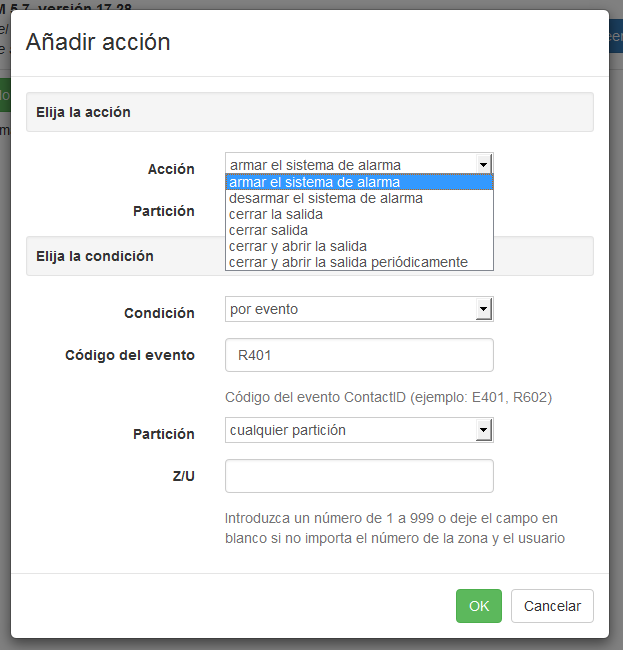 M 5.7, versión 17.28
Añadir acción
Elija la acción
Acción
armar el sistema de alarma
armar el sistema de alarma
desarmar el sistema de alarma
Partición
cerrar la salida
cerrar salida
cerrar y abrir la salida
cerrar y abrir la salida periódicamente
Elija la condición
Condición
por evento
Código del evento
R401
Código del evento ContactID (ejemplo: E401, R602)
Partición
cualquier partición
Z/U
Introduzca un número de 1 a 999 o deje el campo en
blanco si no importa el número de la zona y el usuario
OK
Cancelar